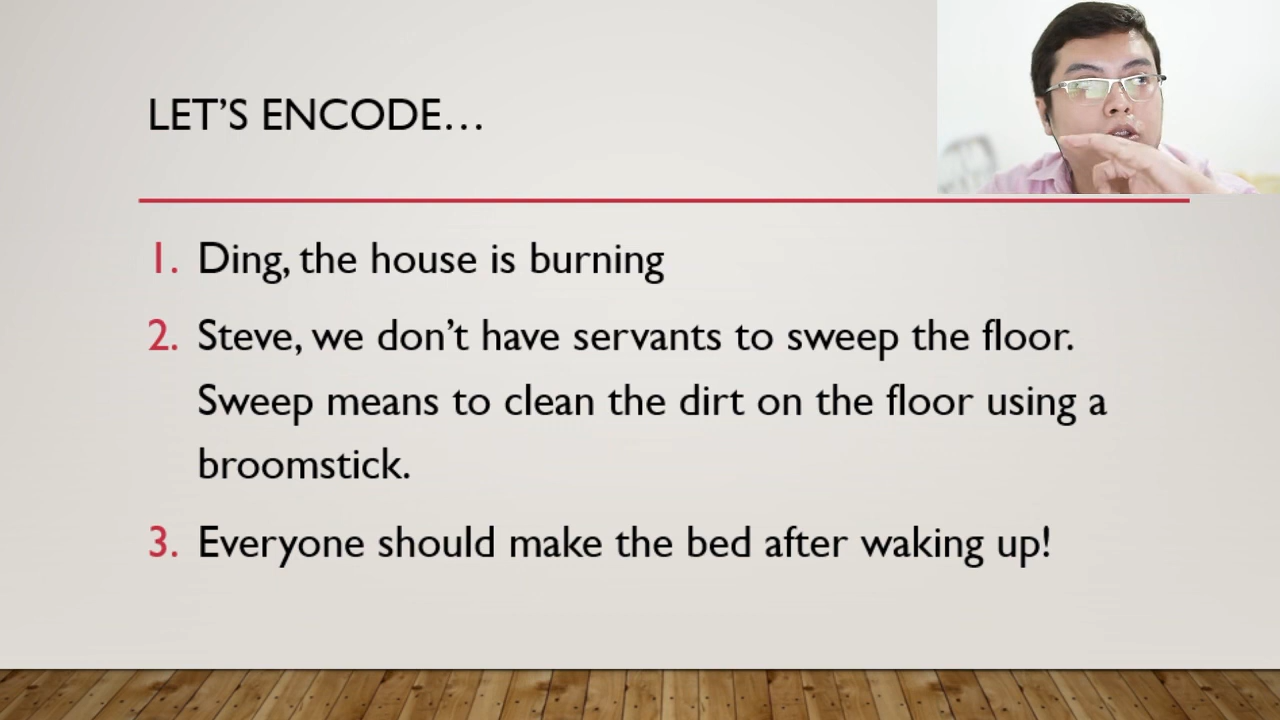 LET’S ENCODE…
1. Ding, the house is burning
2. Steve, we don’t have servants to sweep the floor.
Sweep means to clean the dirt on the floor using a
broomstick.
3. Everyone should make the bed after waking up!